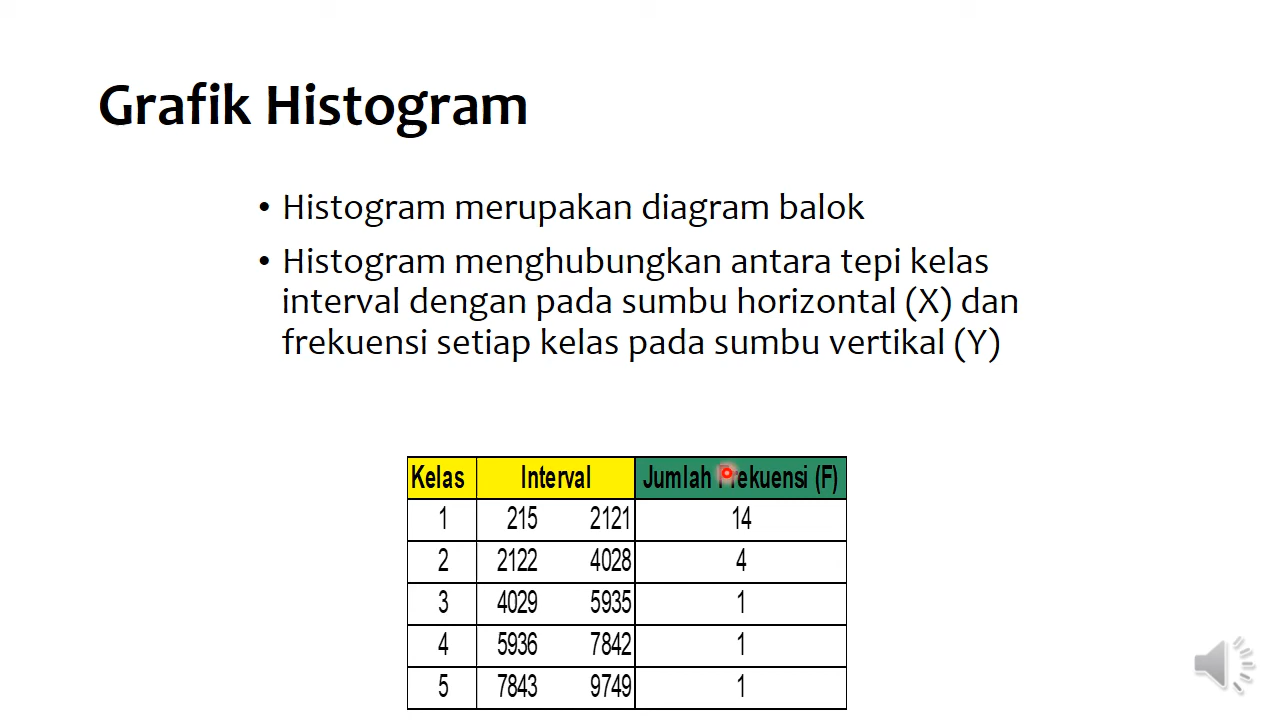 Grafik Histogram
• Histogram merupakan diagram balok
• Histogram menghubungkan antara tepi kelas
interval dengan pada sumbu horizontal (X) dan
frekuensi setiap kelas pada sumbu vertikal (Y)
Kelas Interval Jumlah Frekuensi (F)
1 215 2121 14
2 2122 4028 4
3 4029 5935 1
4 5936 7842 1
5 7843 9749 1